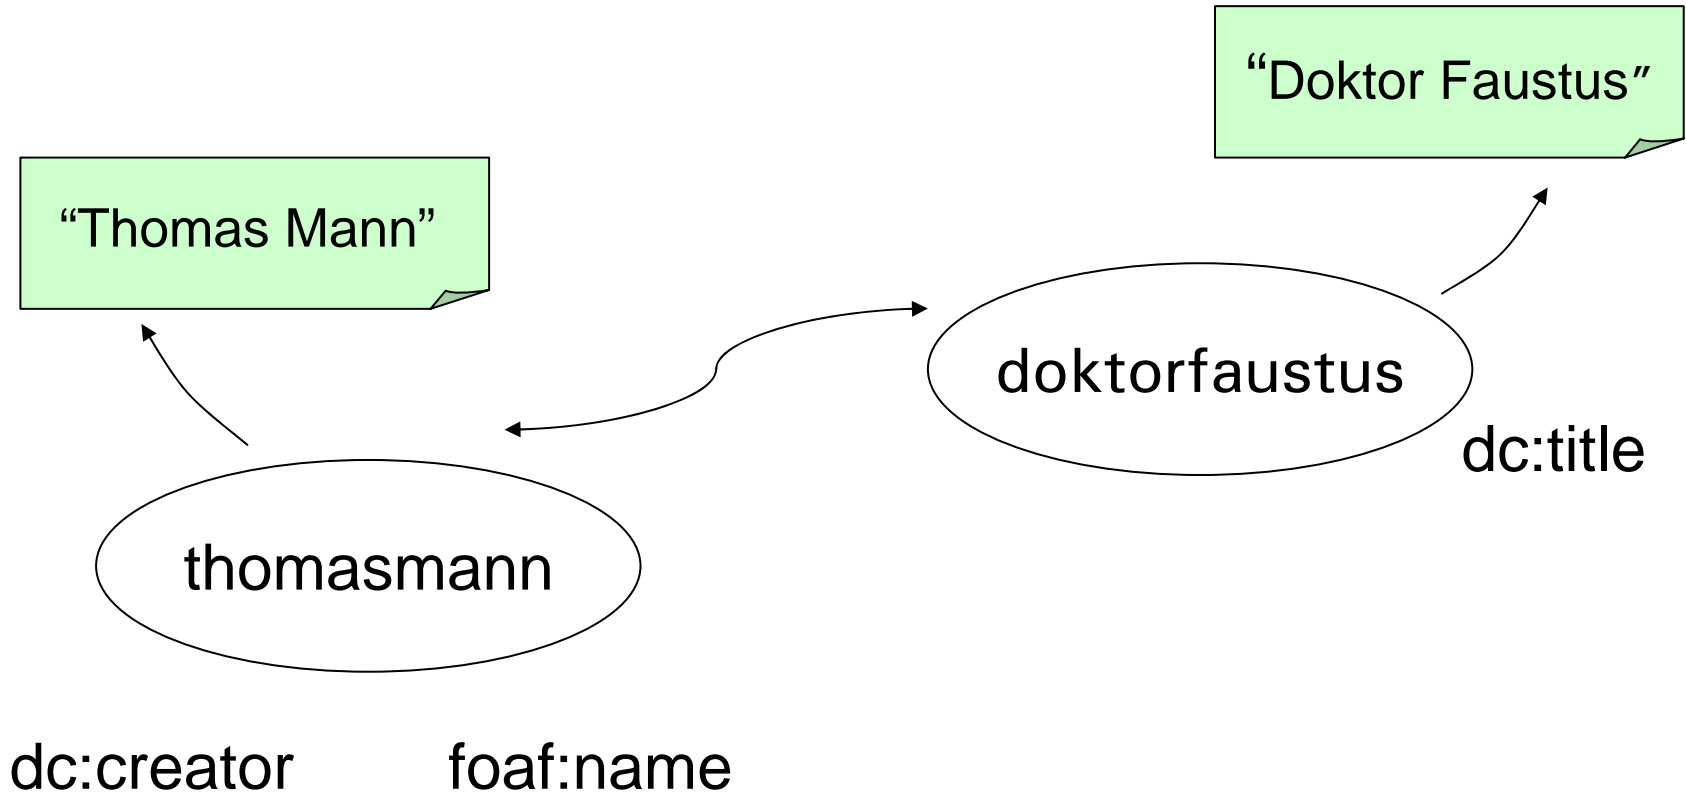 “Doktor Faustus”
“Thomas Mann”
doktorfaustus
dc:title
thomasmann
dc:creator foaf:name